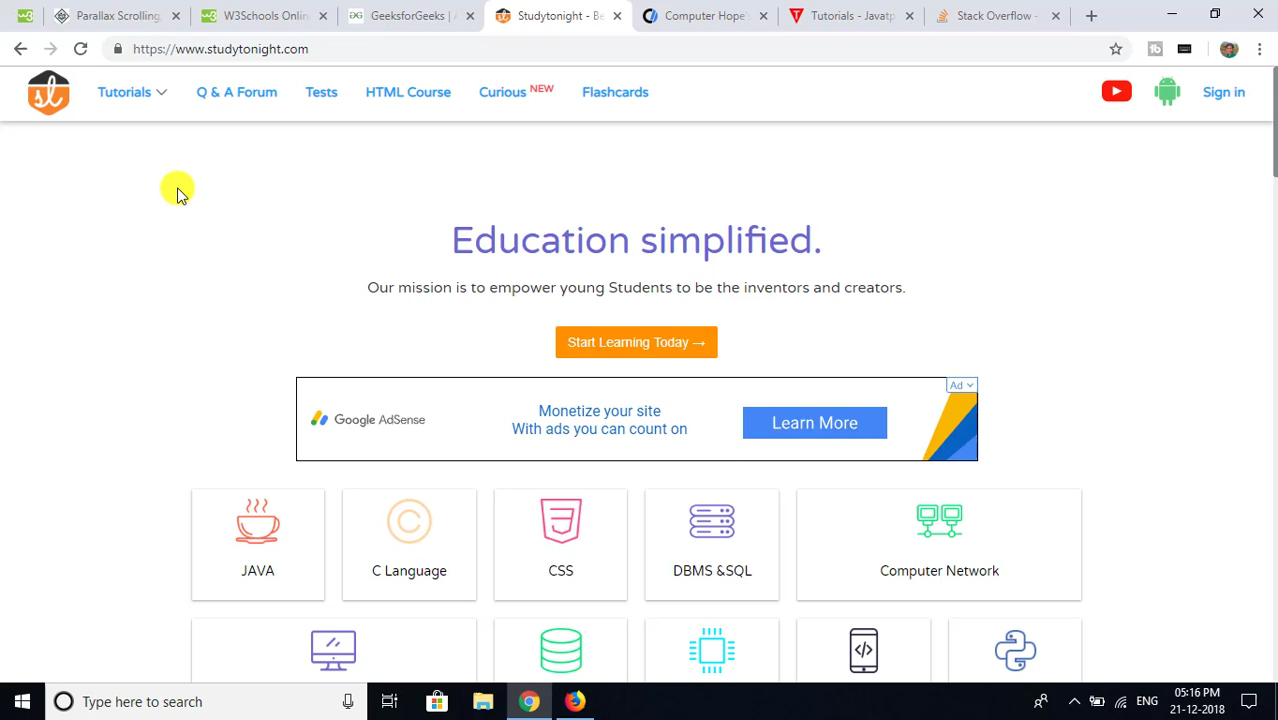 Parallax Scrolling,
W3Schools Onlin
GeeksforGeeks | A
Studytonight - Be
Computer Hope's
Tutorials - Javatp
Stack Overflow -
https://www.studytonight.com
Tutorials
Q & A Forum
Tests
HTML Course
Curious NEW
Flashcards
Sign in
Education simplified.
Our mission is to empower young Students to be the inventors and creators.
Start Learning Today →
Ad
Google AdSense
Monetize your site
With ads you can count on
Learn More
JAVA
C Language
CSS
DBMS &SQL
Computer Network
Type here to search
ENG
05:16 PM
21-12-2018